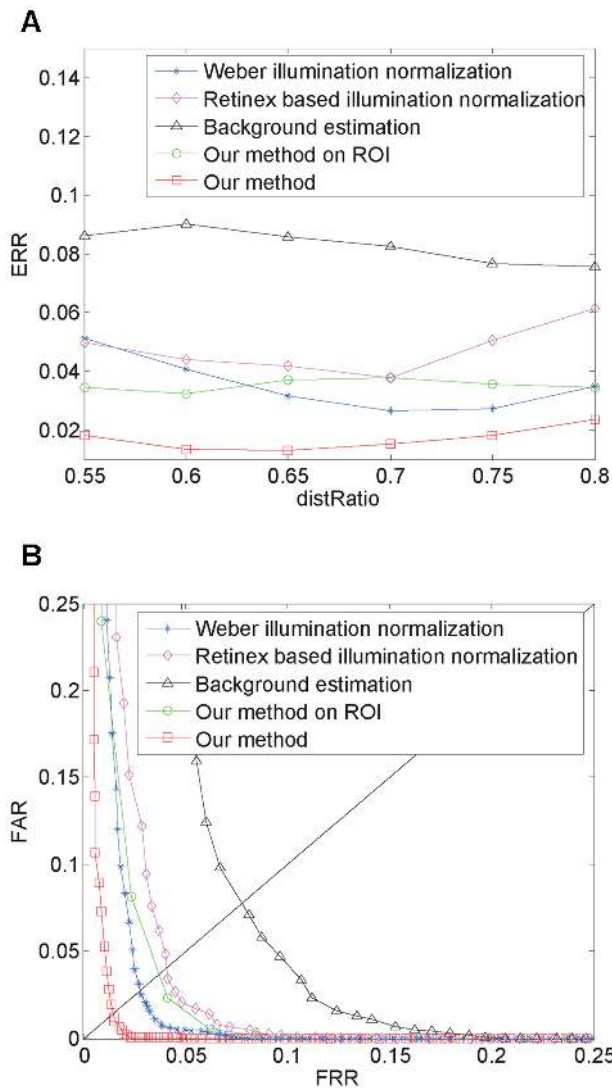 A
0.14
0.12
0.1
0.08
0.06
0.04
0.02
ERR
Weber illumination normalization
Retinex based illumination normalization
Background estimation
Our method on ROI
Our method
0.55
0.6
0.65
0.7
0.75
0.8
distRatio
B
0.25
0.2
0.15
0.1
0.05
0
FAR
Weber illumination normalization
Retinex based illumination normalization
Background estimation
Our method on ROI
Our method
0
0.05
0.1
0.15
0.2
0.25
FRR